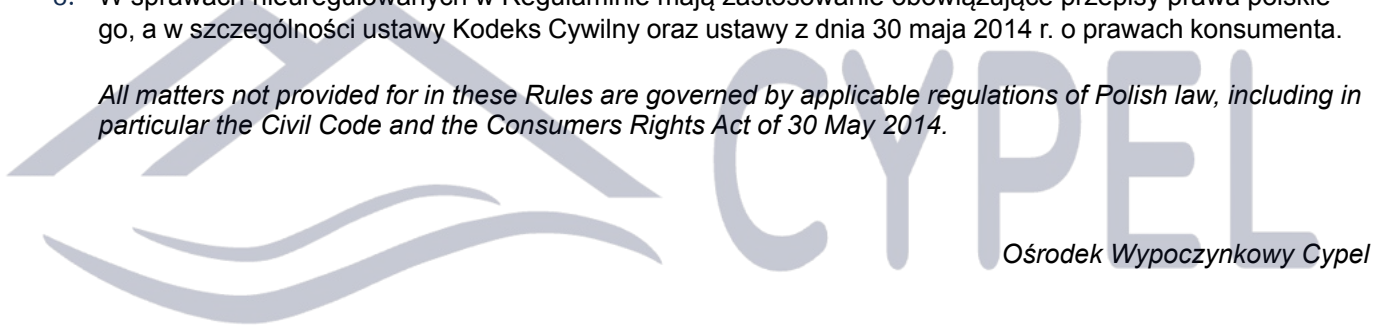 W sprawach nieuregulowanych w Regulaminie mają zastosowanie obowiązujące przepisy prawa polskie-
go, a w szczególności ustawy Kodeks Cywilny oraz ustawy z dnia 30 maja 2014 r. o prawach konsumenta.
All matters not provided for in these Rules are governed by applicable regulations of Polish law, including in
particular the Civil Code and the Consumers Rights Act of 30 May 2014.
CYPEL
Ośrodek Wypoczynkowy Cypel